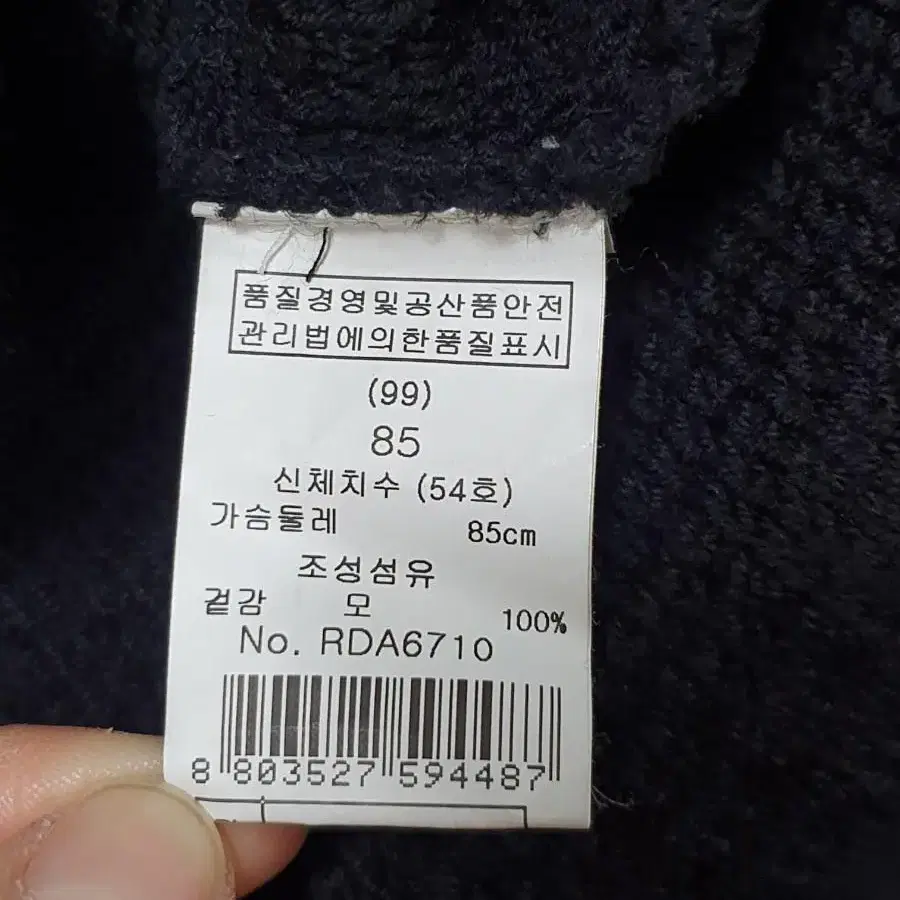 품질경영및공산품안전
관리법에의한품질표시
(99)
85
신체치수 (54호)
가슴둘레 85cm
조성섬유
겉감 모 100%
No. RDA6710
8 803527 594487